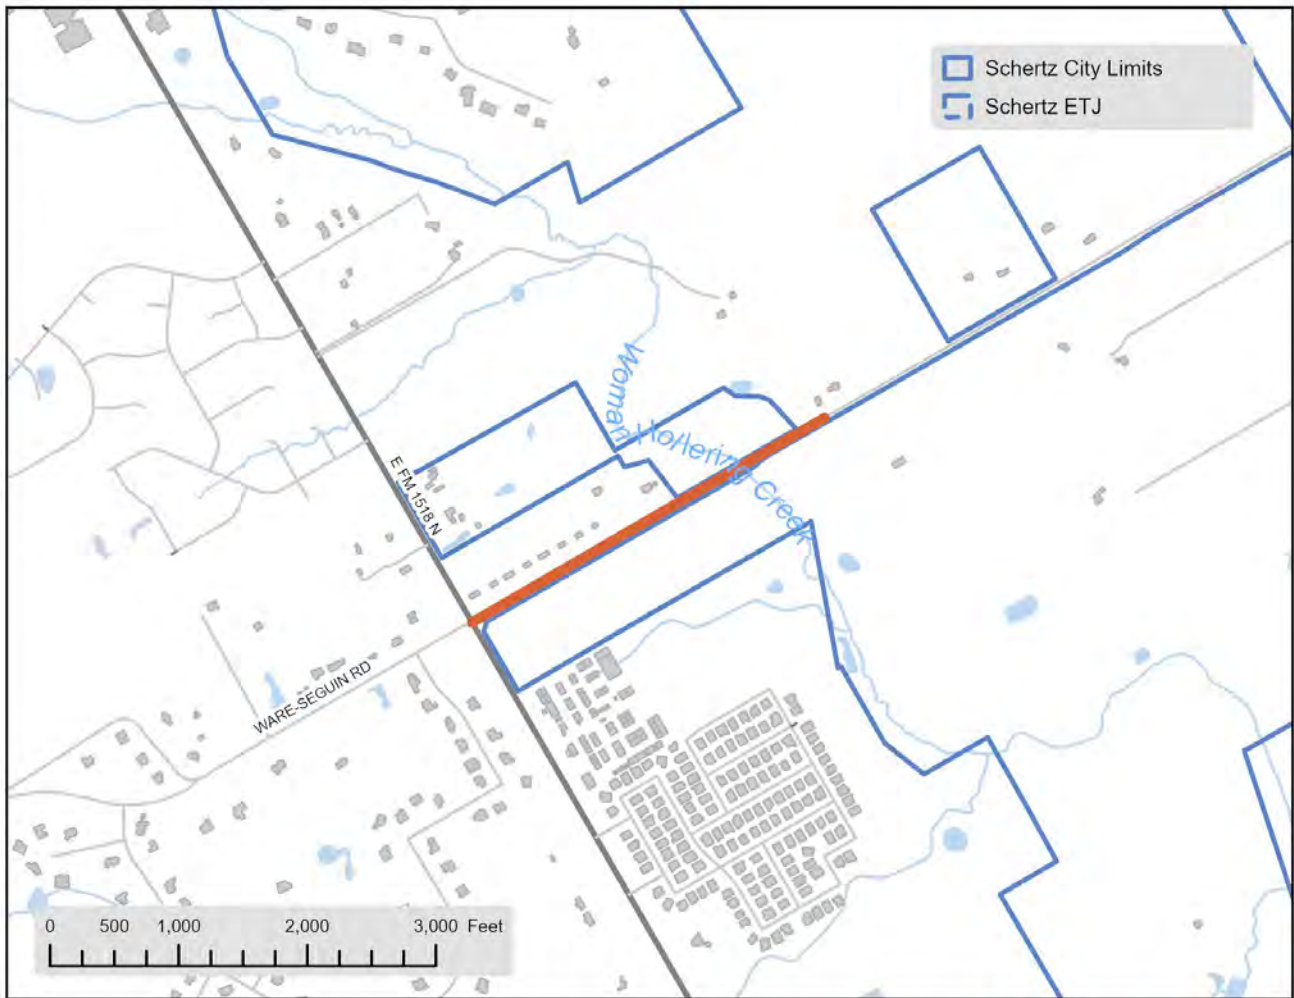 Schertz City Limits
Schertz ETJ
Woman Hollering Creek
E FM 1518 N
WARE-SEGUIN RD
0 500 1,000 2,000 3,000 Feet